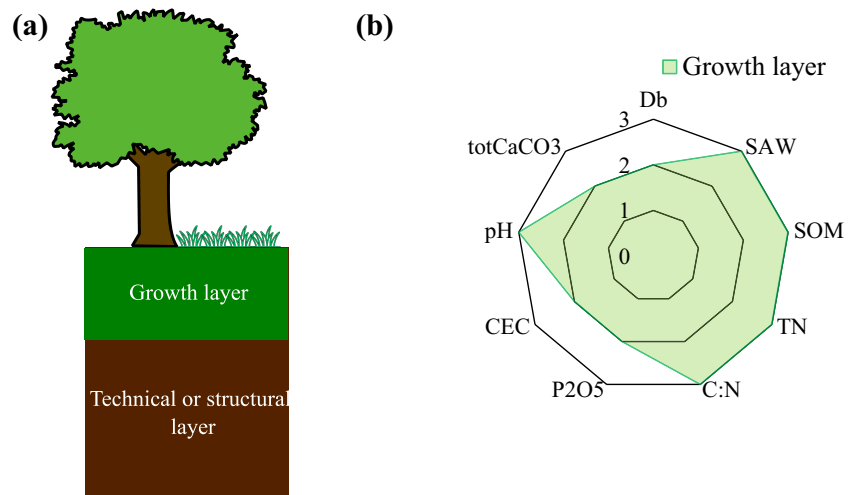 (a)
Growth layer
Technical or structural
layer
(b)
Growth layer
Db
3
totCaCO3
SAW
2
1
pH
0
SOM
CEC
TN
P2O5
C:N